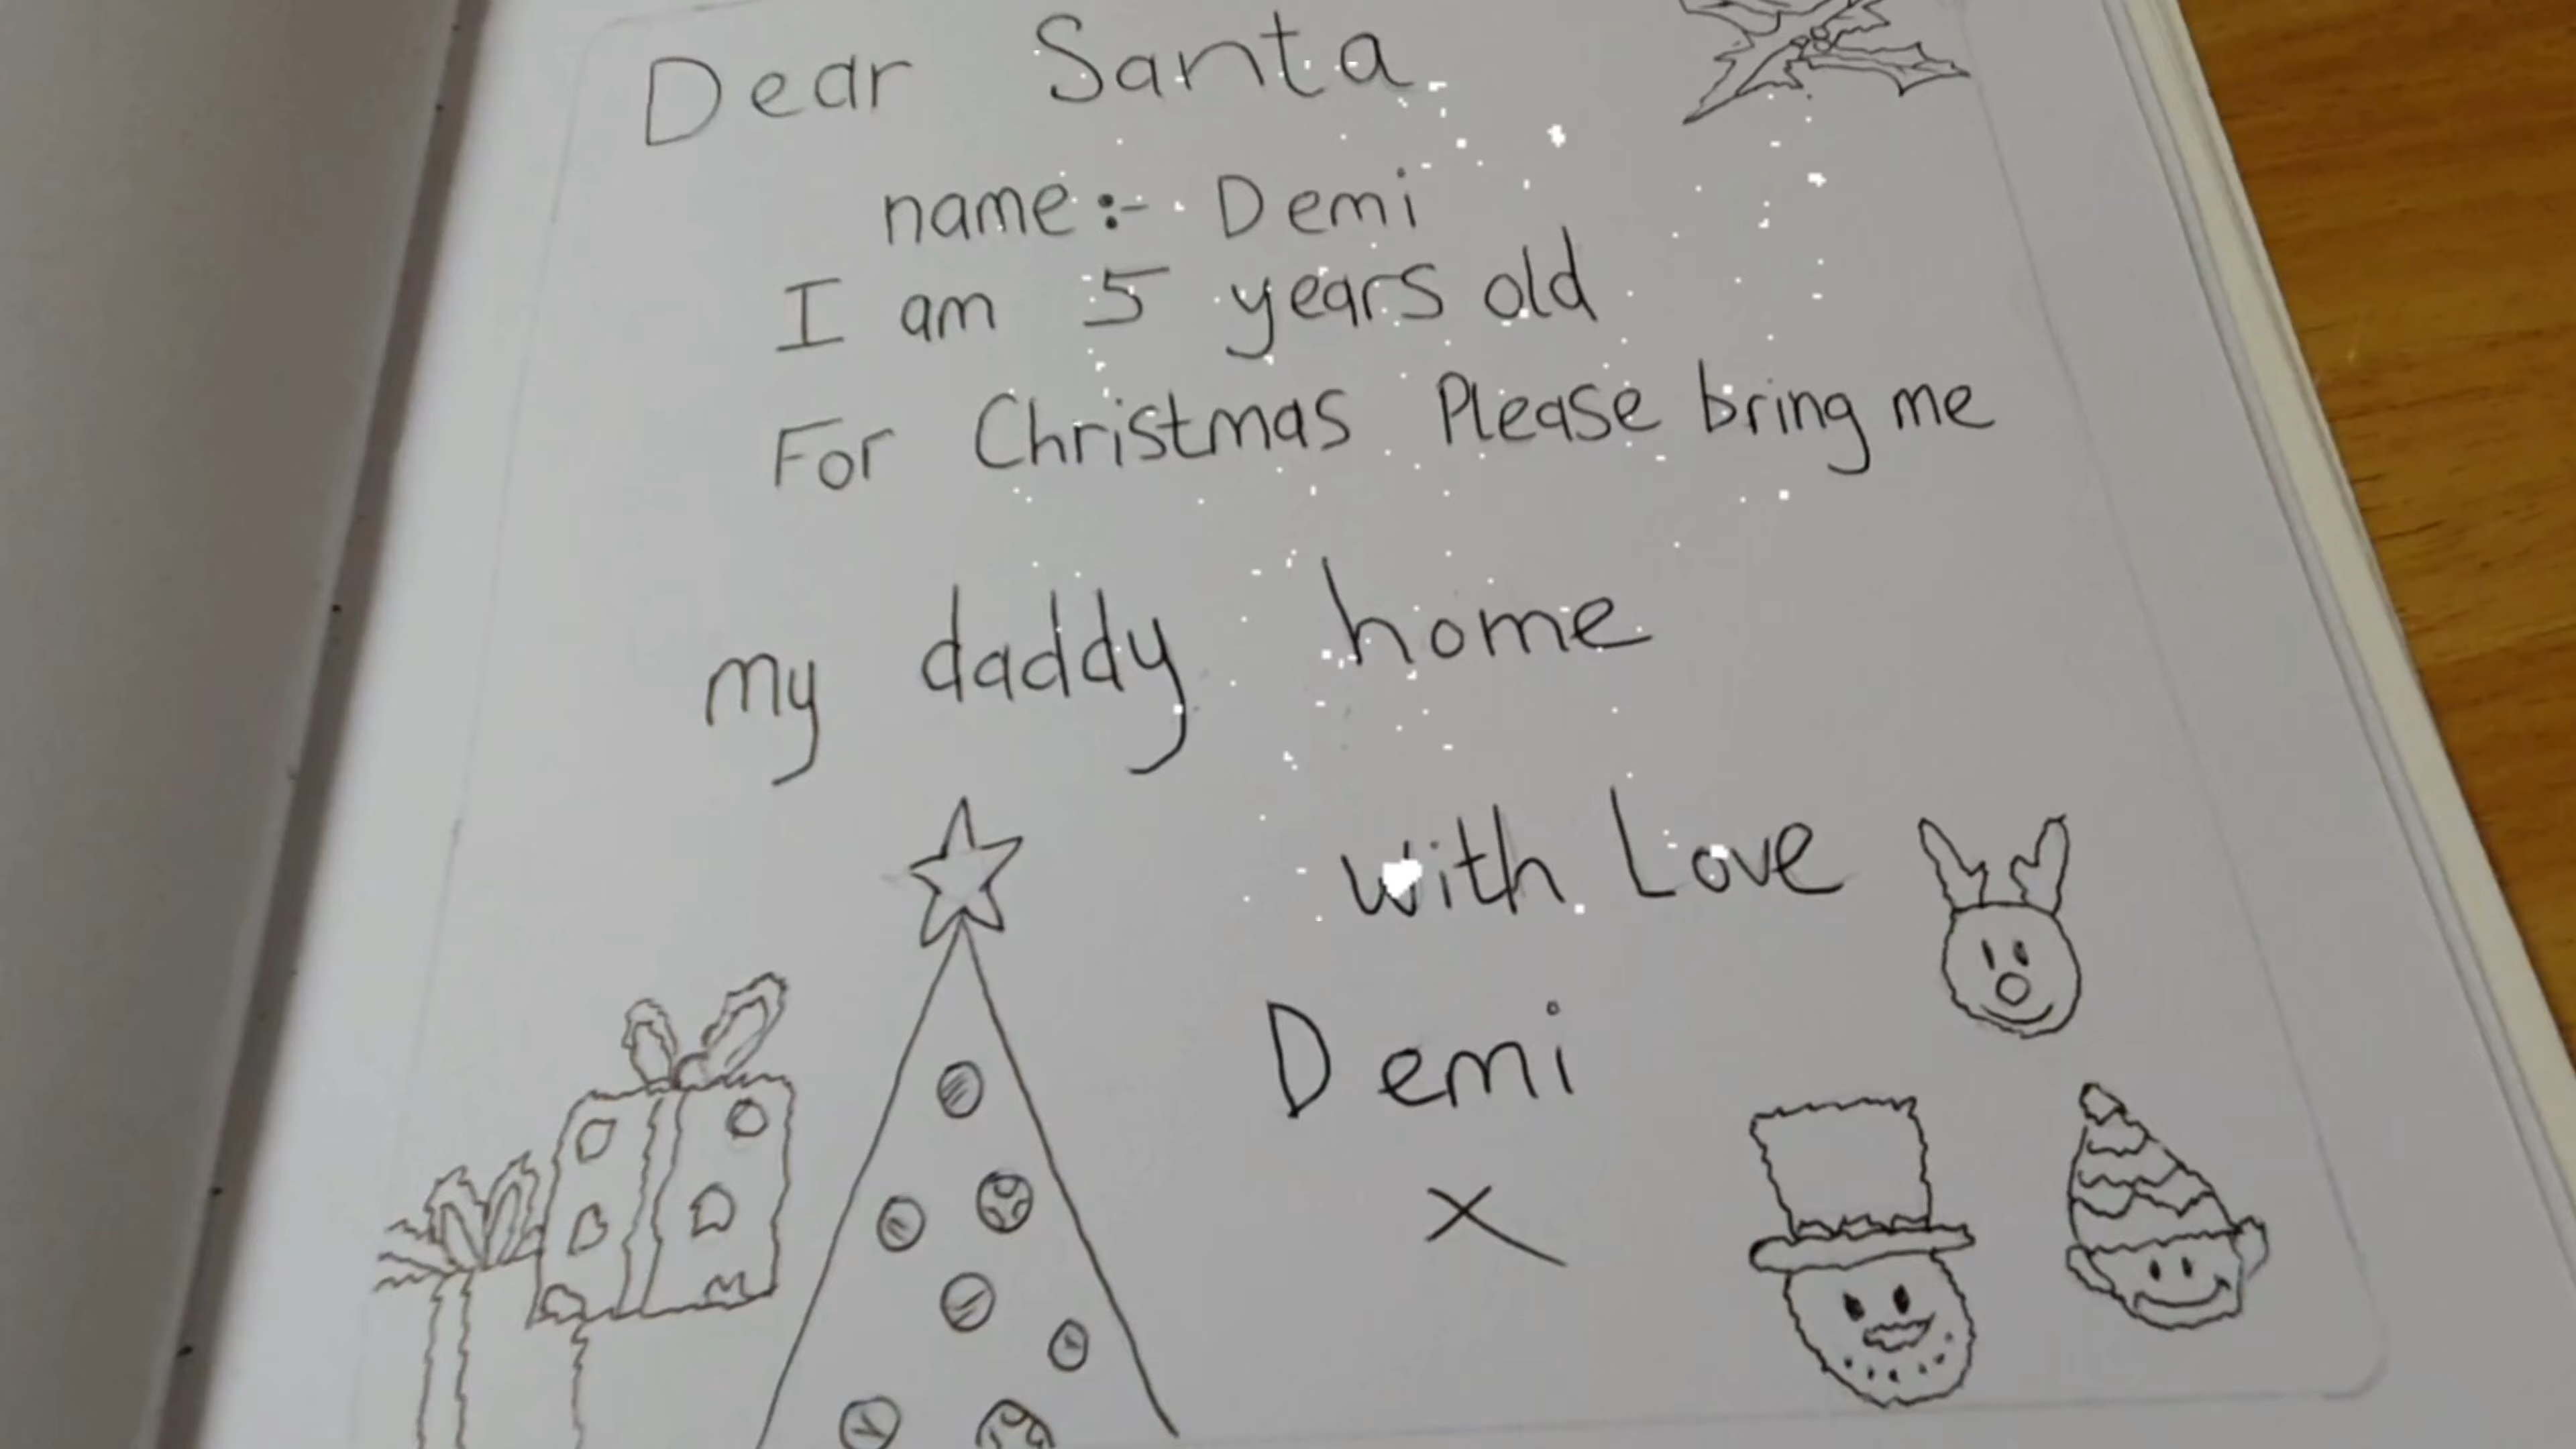 Dear Santa
name:- Demi
I am 5 years old
For Christmas Please bring me
my daddy home
with Love
Demi
x